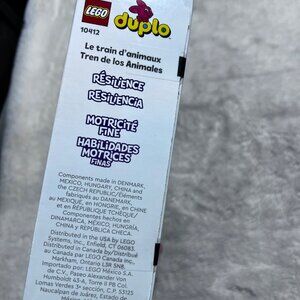 LEGO
duplo
10412
Le train d'animaux
Tren de los Animales
RÉSILIENCE
RESILIENCIA
MOTRICITÉ
FINE
HABILIDADES
MOTRICES
FINAS
Components made in DENMARK,
MEXICO, HUNGARY, CHINA and
the CZECH REPUBLIC/Éléments
fabriqués au DANEMARK,
au MEXIQUE, en HONGRIE, en CHINE
et en RÉPUBLIQUE TCHÈQUE/
Componentes hechos en
DINAMARCA, MÉXICO, HUNGRÍA,
CHINA y REPÚBLICA CHECA.
Distributed in the USA by LEGO
Systems, Inc., Enfield, CT 06083.
Distributed in Canada by/Distribué
au Canada par LEGO Canada Inc.
Markham, Ontario L3R 5N8.
Importado por: LEGO México S.A.
de C.V., Paseo Alexander von
Humboldt 43-A, Torre II PB Col.
Lomas Verdes 3ª sección, C.P. 53125
Naucalpan de Juárez, Estado de